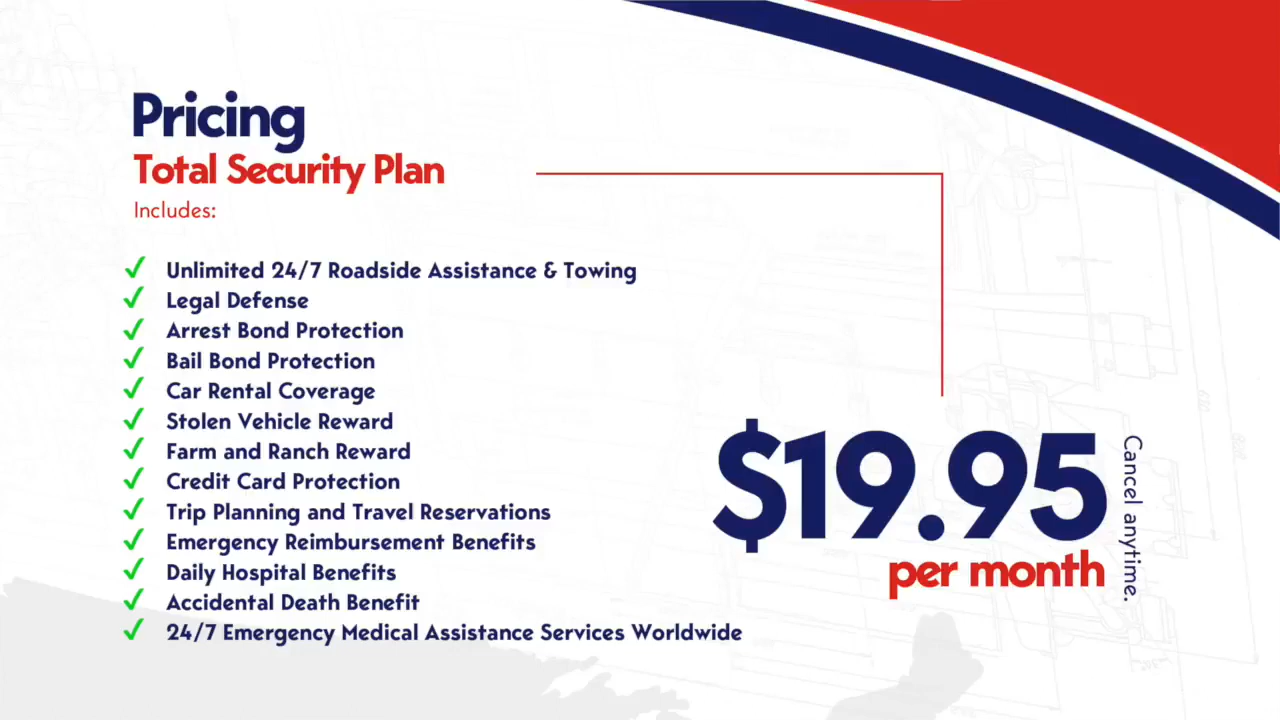 Pricing
Total Security Plan
Includes:
Unlimited 24/7 Roadside Assistance & Towing
Legal Defense
Arrest Bond Protection
Bail Bond Protection
Car Rental Coverage
Stolen Vehicle Reward
Farm and Ranch Reward
Credit Card Protection
Trip Planning and Travel Reservations
Emergency Reimbursement Benefits
Daily Hospital Benefits
Accidental Death Benefit
24/7 Emergency Medical Assistance Services Worldwide
$19.95
per month
Cancel anytime.